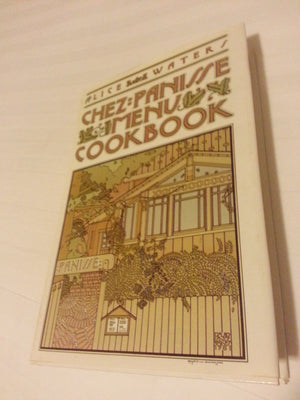 ALICE WATERS
CHEZ PANISSE
MENU
COOKBOOK
PANISSE